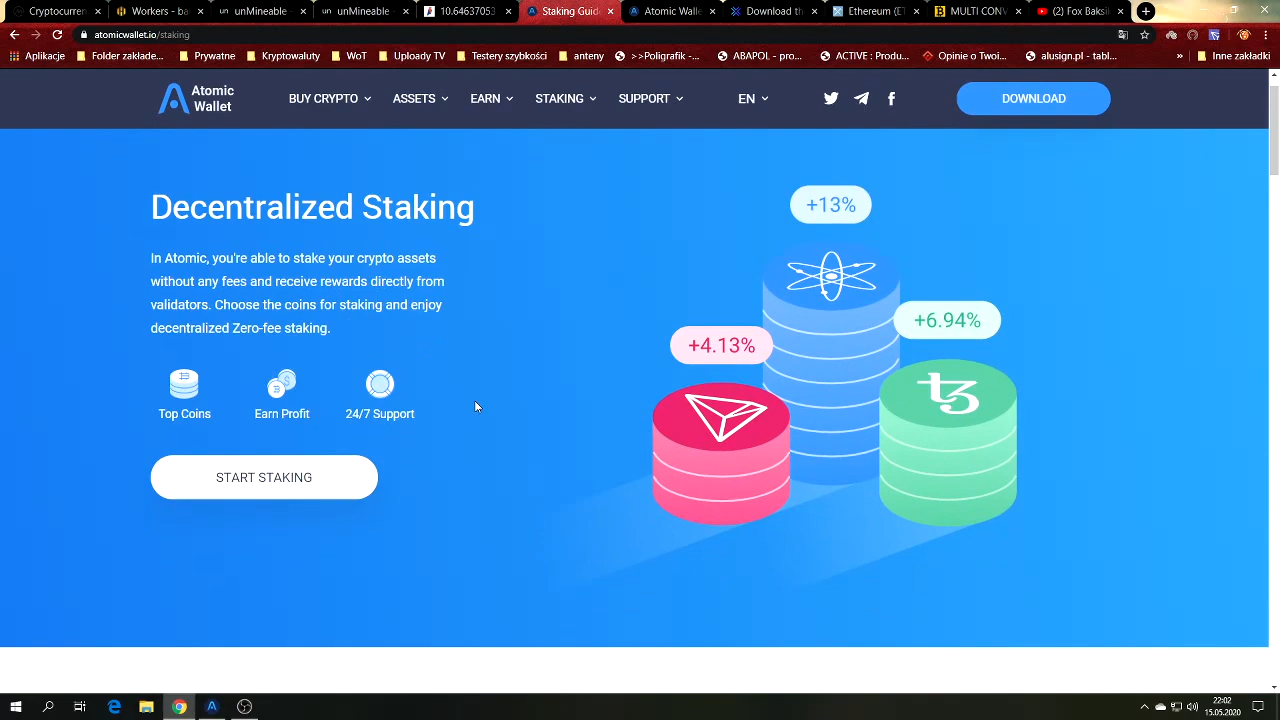 Cryptocurren
Workers - ba
unMineable -
unMineable -
10.64637053
Staking Guid
Atomic Walle
Download th
Ethereum (ET
MULTI CONV
(2) Fox Baksik
atomicwallet.io/staking
Aplikacje
Folder zakłade...
Prywatne
Kryptowaluty
WoT
Uploady TV
Testery szybkości
anteny
>>Poligrafik -...
ABAPOL - pro...
ACTIVE : Produ...
Opinie o Twoi...
alusign.pl - tabl...
»
Inne zakładki
Atomic
Wallet
BUY CRYPTO
ASSETS
EARN
STAKING
SUPPORT
EN
DOWNLOAD
Decentralized Staking
In Atomic, you're able to stake your crypto assets
without any fees and receive rewards directly from
validators. Choose the coins for staking and enjoy
decentralized Zero-fee staking.
Top Coins
Earn Profit
24/7 Support
START STAKING
+13%
+6.94%
+4.13%
22:02
15.05.2020